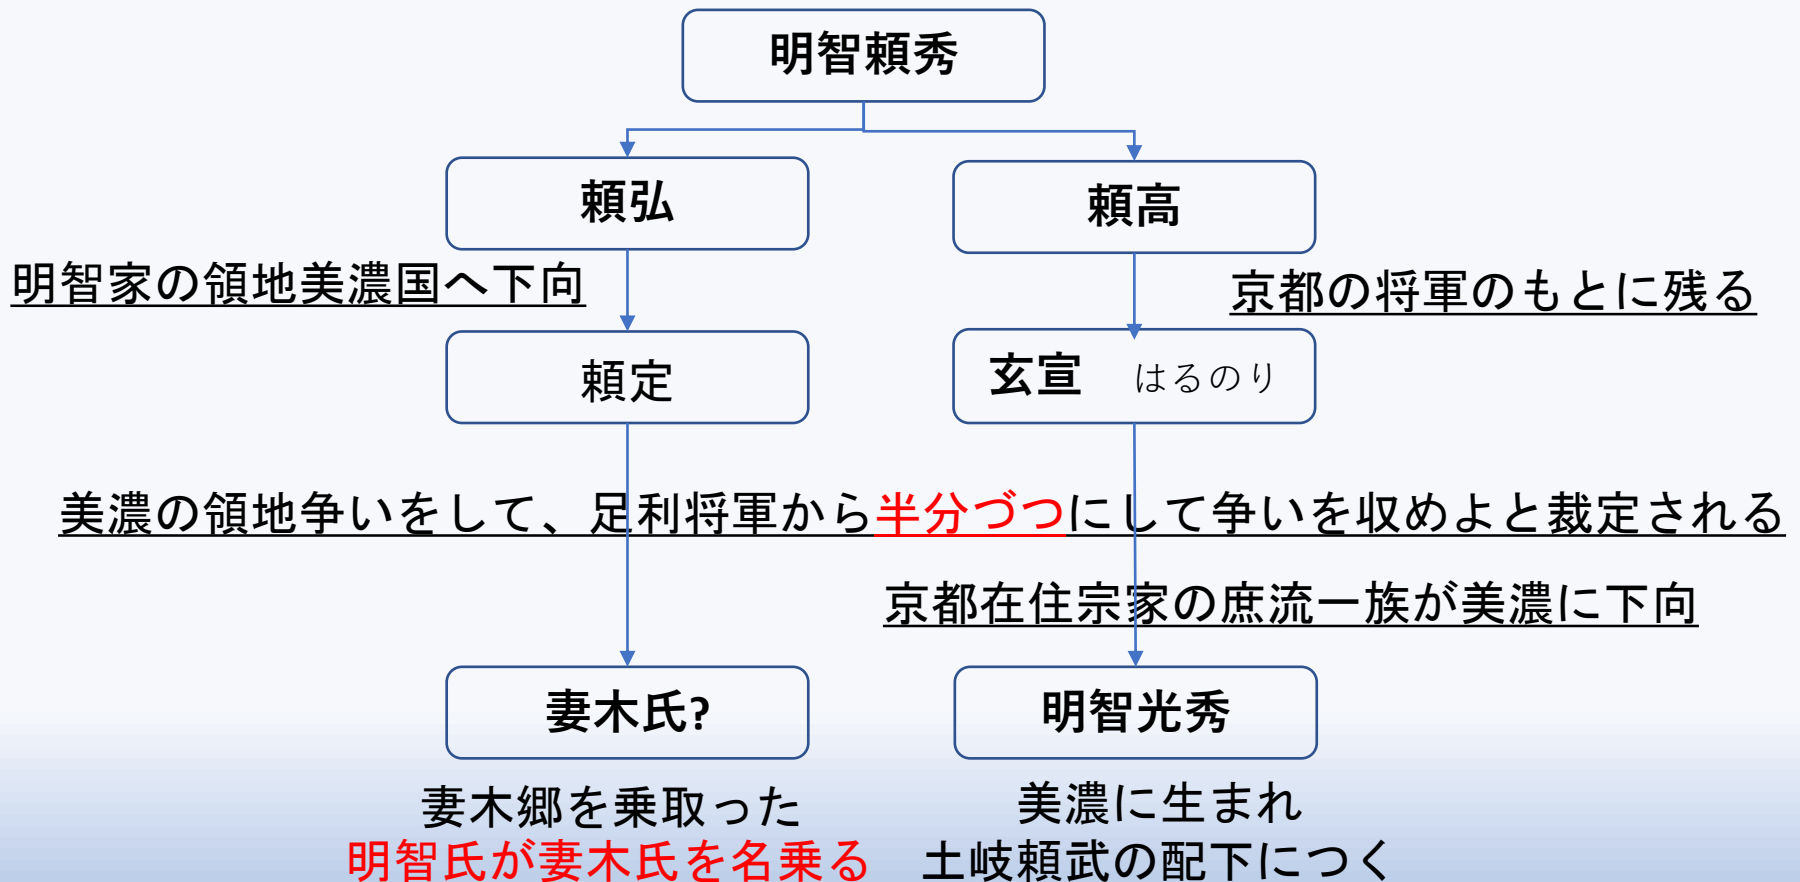 明智頼秀
頼弘
頼高
明智家の領地美濃国へ下向
京都の将軍のもとに残る
頼定
玄宣 はるのり
美濃の領地争いをして、足利将軍から半分づつにして争いを収めよと裁定される
京都在住宗家の庶流一族が美濃に下向
妻木氏?
明智光秀
妻木郷を乗取った
明智氏が妻木氏を名乗る
美濃に生まれ
土岐頼武の配下につく